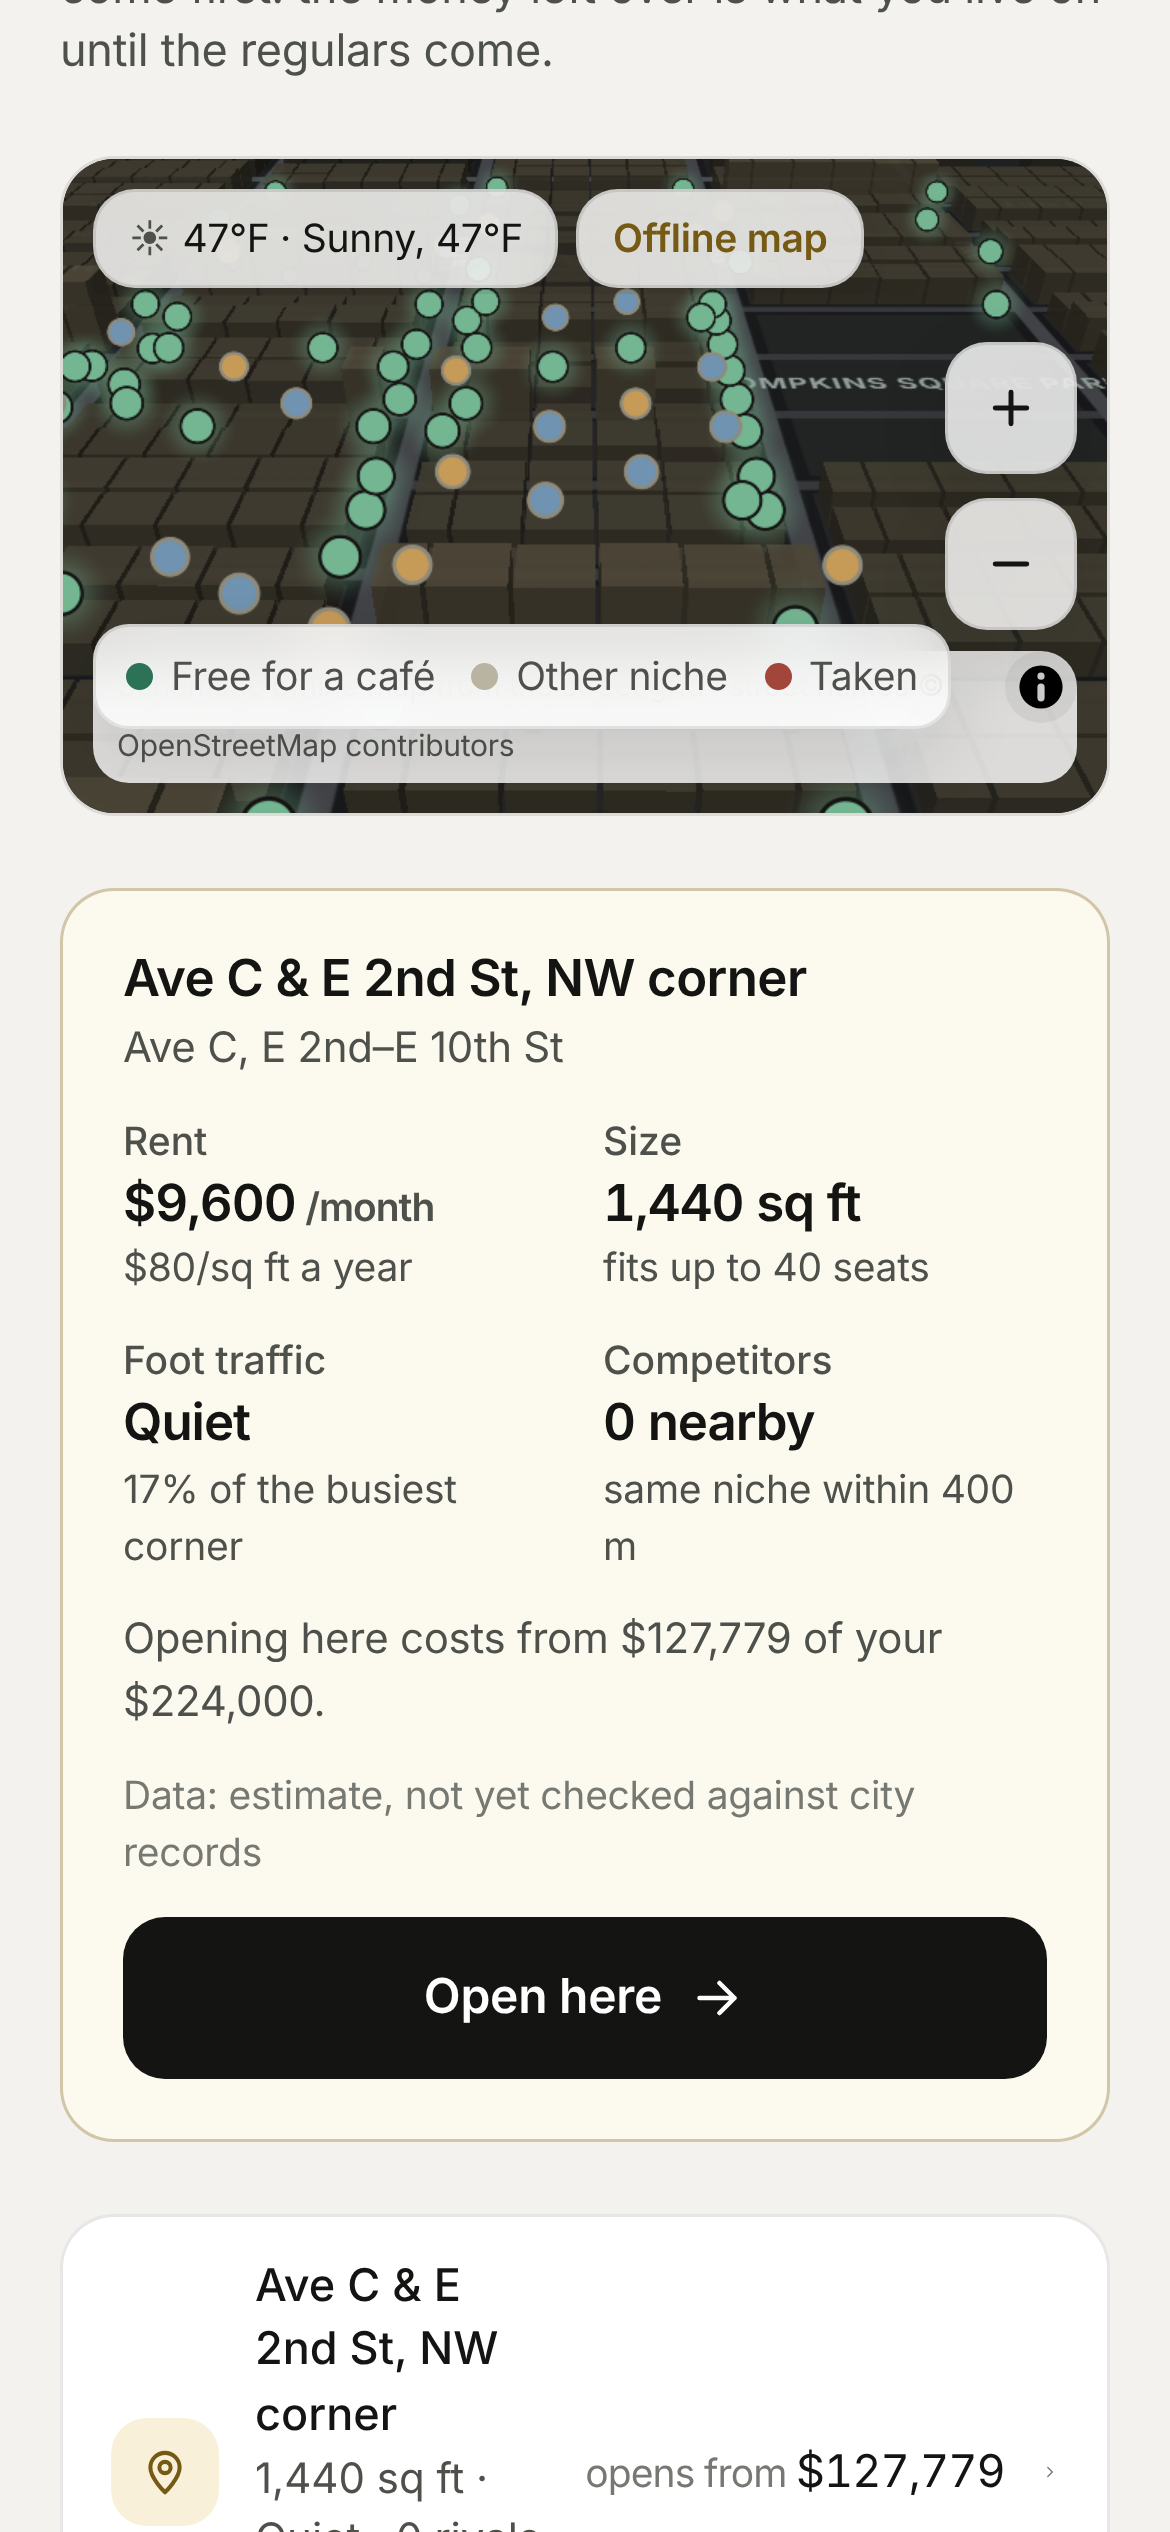 until the regulars come.
47°F · Sunny, 47°F
Offline map
+
−
Free for a café
Other niche
Taken
OpenStreetMap contributors
Ave C & E 2nd St, NW corner
Ave C, E 2nd–E 10th St
Rent
Size
$9,600 /month
1,440 sq ft
$80/sq ft a year
fits up to 40 seats
Foot traffic
Competitors
Quiet
0 nearby
17% of the busiest
corner
same niche within 400
m
Opening here costs from $127,779 of your
$224,000.
Data: estimate, not yet checked against city
records
Open here →
Ave C & E
2nd St, NW
corner
1,440 sq ft ·
opens from $127,779